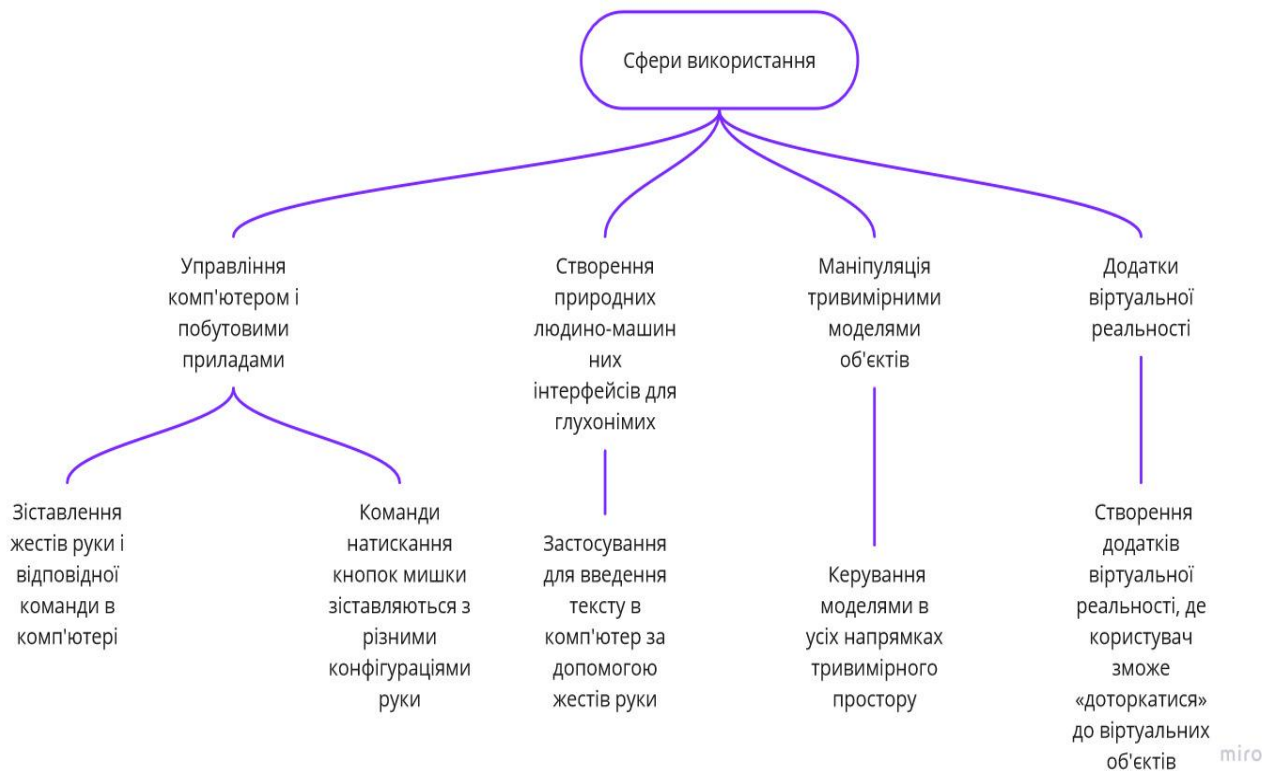 Сфери використання
Управління
комп'ютером і
побутовими
приладами
Створення
природних
людино-машин
них
інтерфейсів для
глухонімих
Маніпуляція
тривимірними
моделями
об'єктів
Додатки
віртуальної
реальності
Зіставлення
жестів руки і
відповідної
команди в
комп'ютері
Команди
натискання
кнопок мишки
зіставляються з
різними
конфігураціями
руки
Застосування
для введення
тексту в
комп'ютер за
допомогою
жестів руки
Керування
моделями в
усіх напрямках
тривимірного
простору
Створення
додатків
віртуальної
реальності, де
користувач
зможе
«доторкатися»
до віртуальних
об'єктів
miro